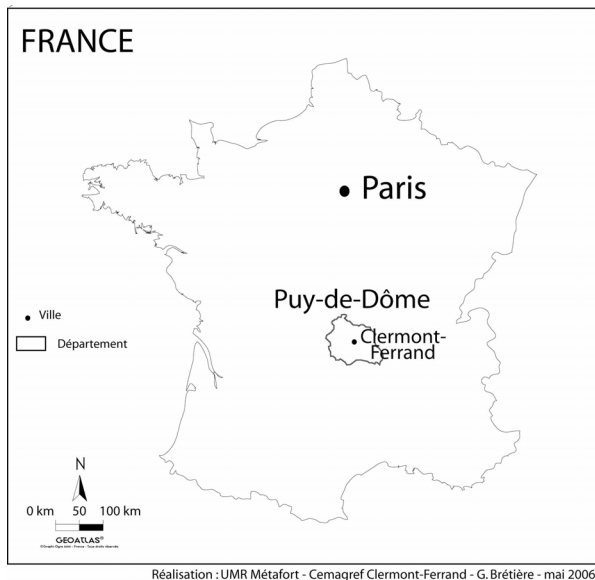 FRANCE
Paris
Puy-de-Dôme
Clermont-
Ferrand
Ville
Département
N
0 km 50 100 km
GEOATLAS®
Réalisation : UMR Métafort - Cemagref Clermont-Ferrand - G. Brétière - mai 2006